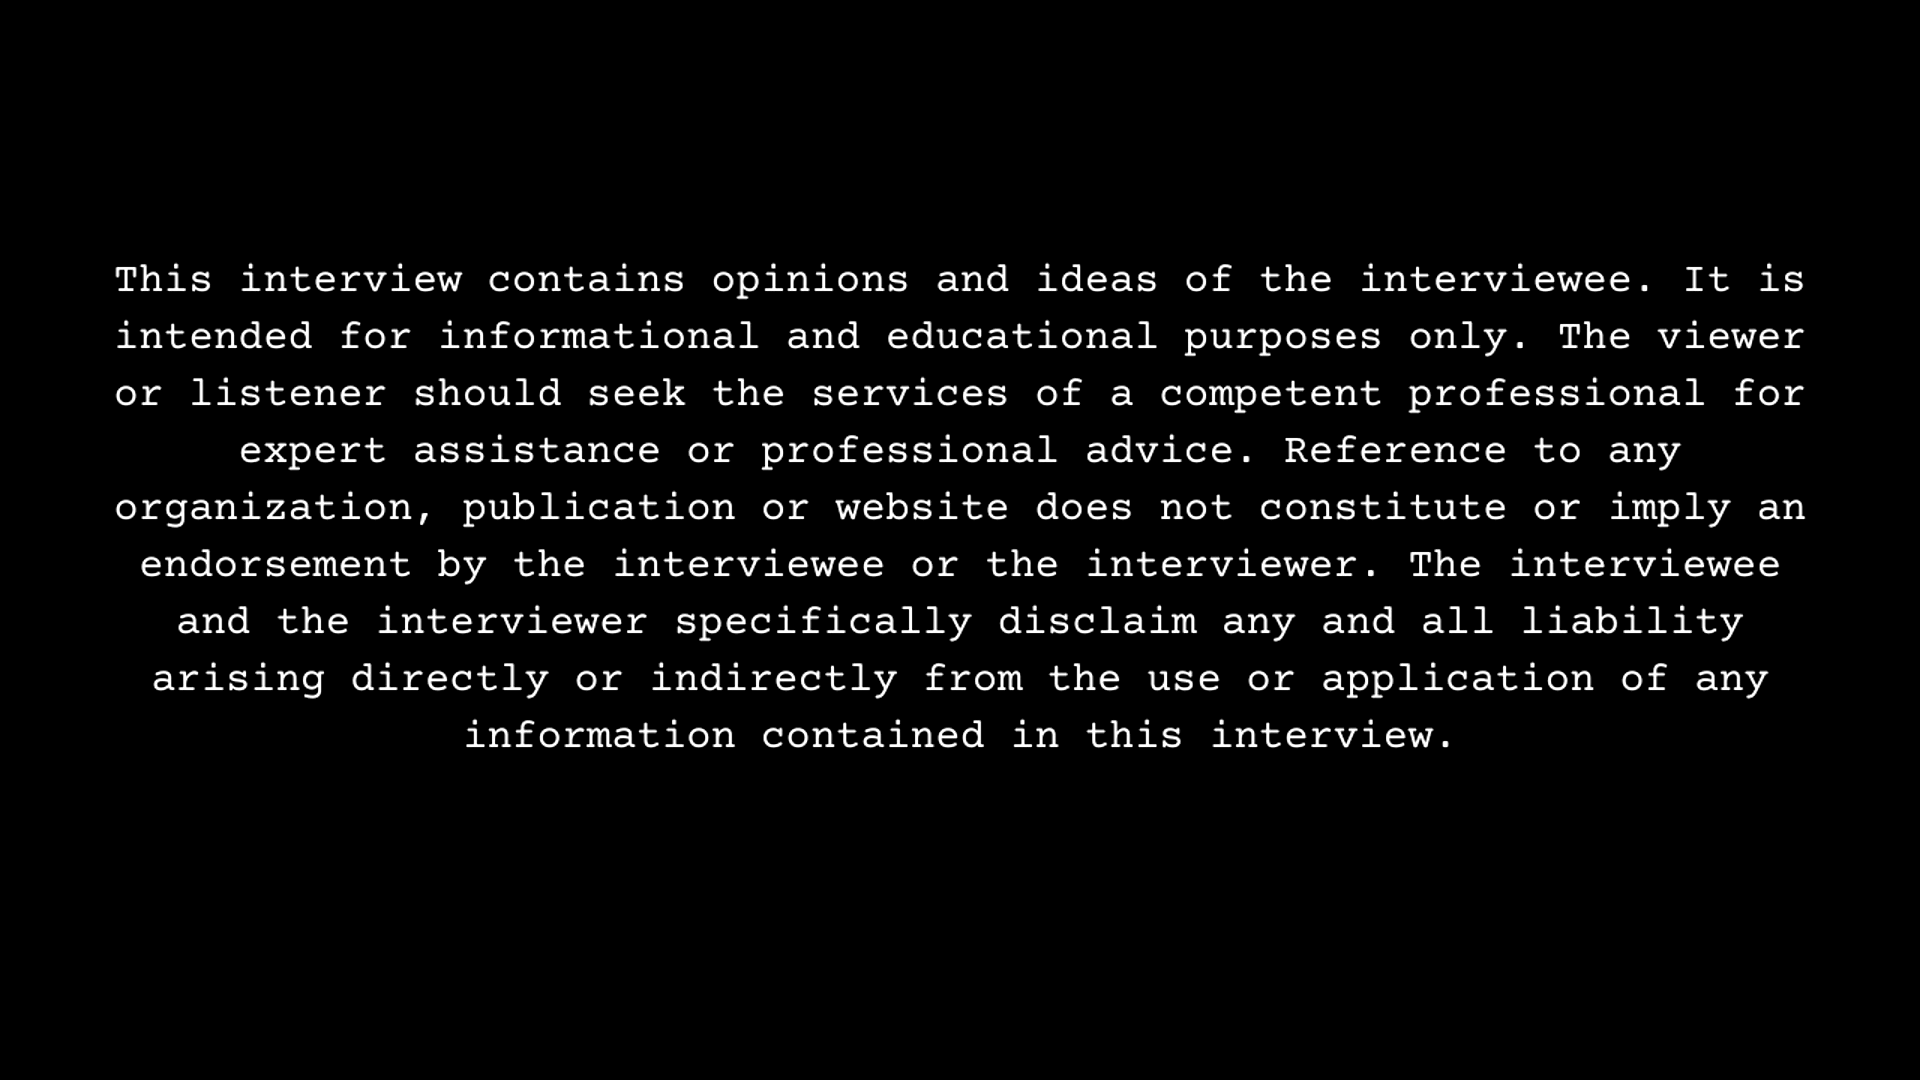 This interview contains opinions and ideas of the interviewee. It is
intended for informational and educational purposes only. The viewer
or listener should seek the services of a competent professional for
expert assistance or professional advice. Reference to any
organization, publication or website does not constitute or imply an
endorsement by the interviewee or the interviewer. The interviewee
and the interviewer specifically disclaim any and all liability
arising directly or indirectly from the use or application of any
information contained in this interview.